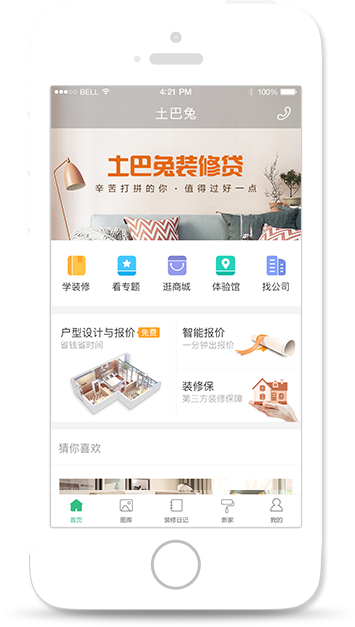 BELL 4:21 PM 100%
土巴兔
土巴兔装修贷
辛苦打拼的你·值得过好一点
学装修 看专题 逛商城 体验馆 找公司
户型设计与报价 免费
省钱省时间
智能报价
一分钟出报价
装修保
第三方装修保障
猜你喜欢
首页 图库 装修日记 新家 我的